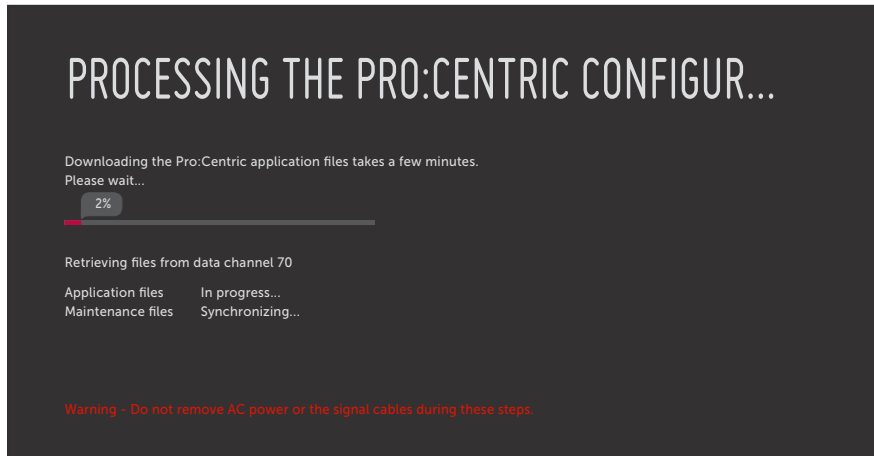 PROCESSING THE PRO:CENTRIC CONFIGUR...
Downloading the Pro:Centric application files takes a few minutes.
Please wait...
2%
Retrieving files from data channel 70
Application files In progress...
Maintenance files Synchronizing...
Warning - Do not remove AC power or the signal cables during these steps.